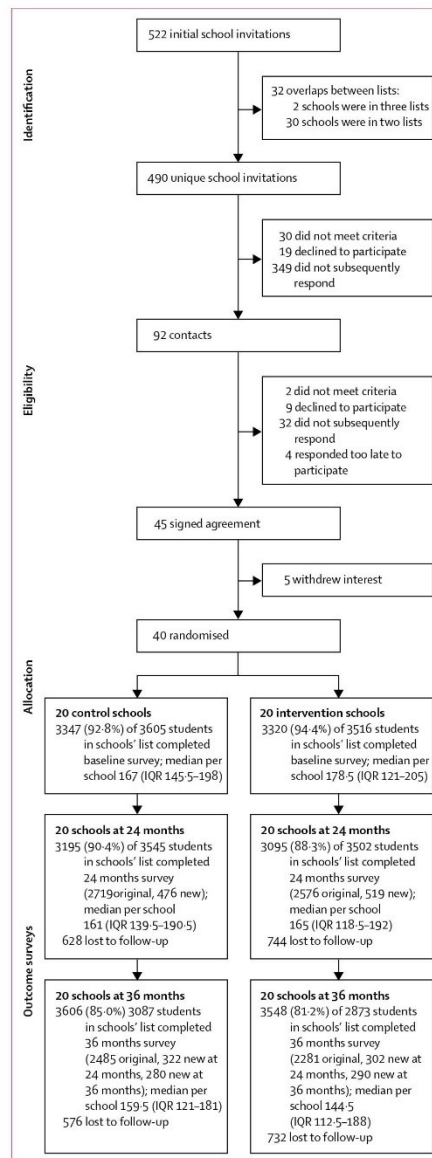 522 initial school invitations
Identification
32 overlaps between lists:
2 schools were in three lists
30 schools were in two lists
490 unique school invitations
30 did not meet criteria
19 declined to participate
349 did not subsequently
respond
92 contacts
Eligibility
2 did not meet criteria
9 declined to participate
32 did not subsequently
respond
4 responded too late to
participate
45 signed agreement
5 withdrew interest
40 randomised
Allocation
20 control schools
3347 (92·8%) of 3605 students
in schools' list completed
baseline survey; median per
school 167 (IQR 145·5–198)
20 intervention schools
3320 (94·4%) of 3516 students
in schools' list completed
baseline survey; median per
school 178·5 (IQR 121–205)
Outcome surveys
20 schools at 24 months
3195 (90·4%) of 3545 students
in schools' list completed
24 months survey
(2719original, 476 new);
median per school
161 (IQR 139·5–190·5)
628 lost to follow-up
20 schools at 24 months
3095 (88·3%) of 3502 students
in schools' list completed
24 months survey
(2576 original, 519 new);
median per school
165 (IQR 118·5–192)
744 lost to follow-up
20 schools at 36 months
3606 (85·0%) 3087 students
in schools' list completed
36 months survey
(2485 original, 322 new at
24 months, 280 new at
36 months); median per
school 159·5 (IQR 121–181)
576 lost to follow-up
20 schools at 36 months
3548 (81·2%) of 2873 students
in schools' list completed
36 months survey
(2281 original, 302 new at
24 months, 290 new at
36 months); median per
school 144·5
(IQR 112·5–188)
732 lost to follow-up